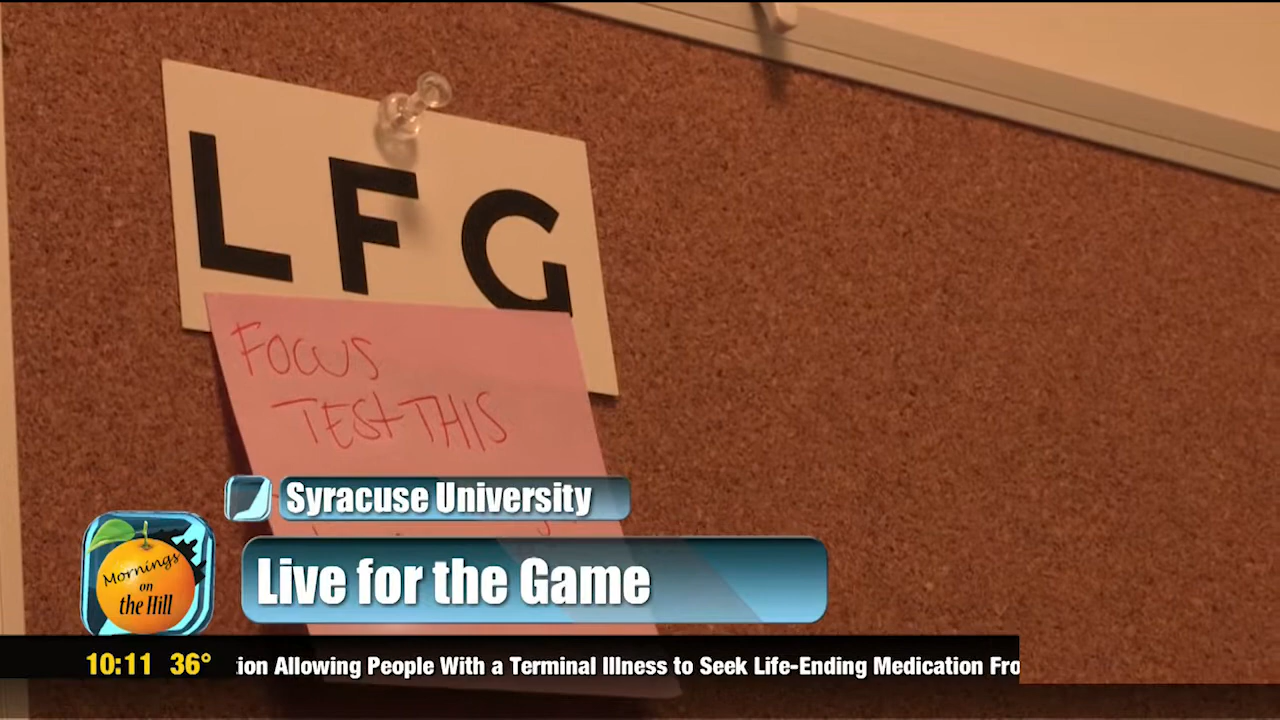 LFG
FOCUS
TEST THIS
Syracuse University
Live for the Game
Mornings
on
the Hill
10:11 36° ion Allowing People With a Terminal Illness to Seek Life-Ending Medication Fro